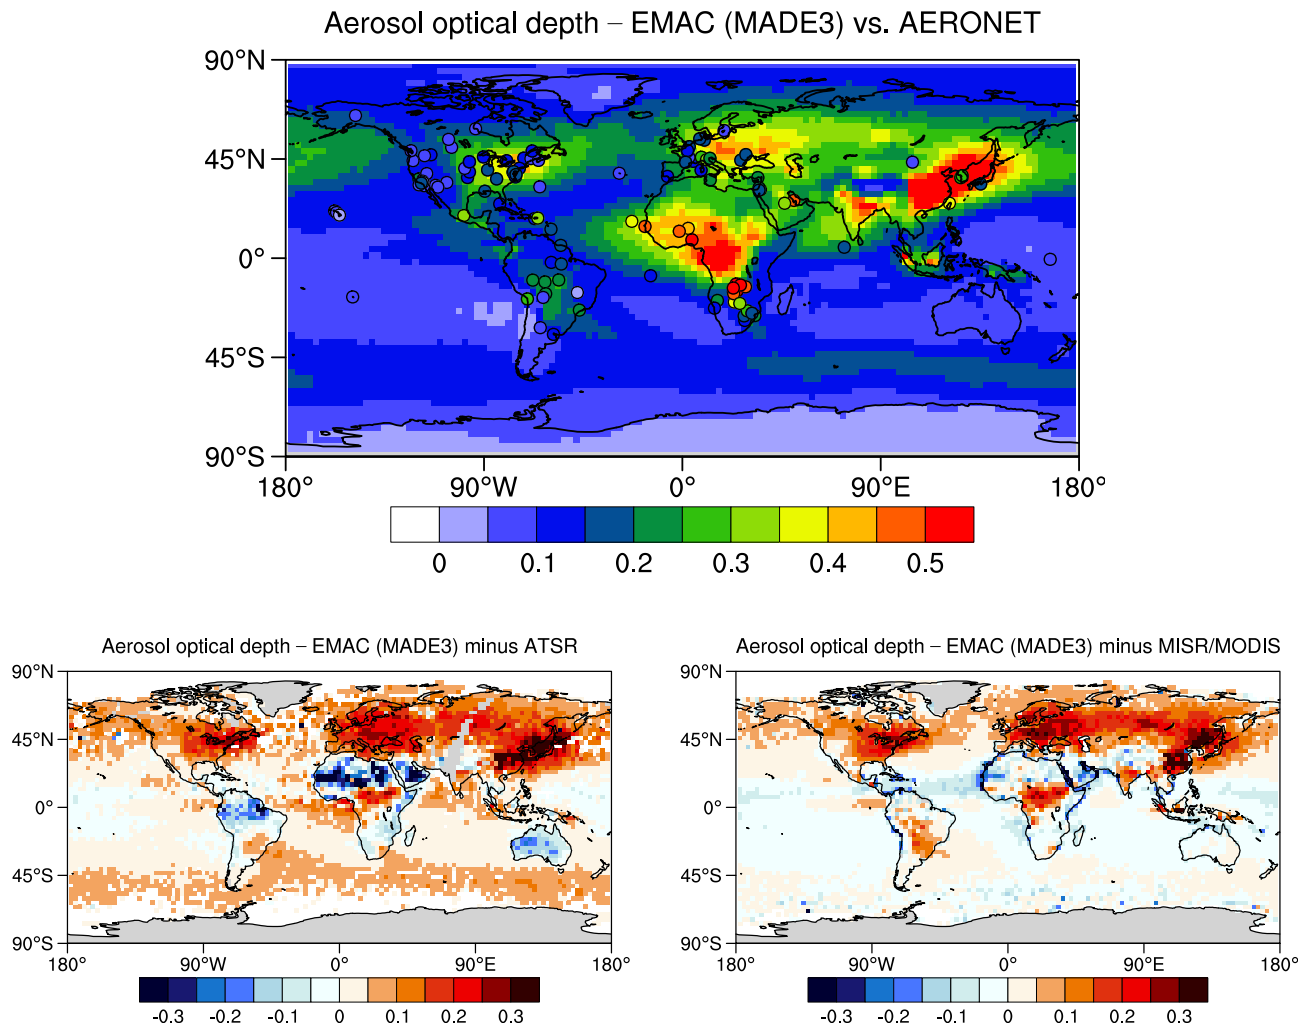 Aerosol optical depth – EMAC (MADE3) vs. AERONET
90°N
45°N
0°
45°S
90°S
180° 90°W 0° 90°E 180°
0 0.1 0.2 0.3 0.4 0.5
Aerosol optical depth – EMAC (MADE3) minus ATSR
90°N
45°N
0°
45°S
90°S
180° 90°W 0° 90°E 180°
-0.3 -0.2 -0.1 0 0.1 0.2 0.3
Aerosol optical depth – EMAC (MADE3) minus MISR/MODIS
90°N
45°N
0°
45°S
90°S
180° 90°W 0° 90°E 180°
-0.3 -0.2 -0.1 0 0.1 0.2 0.3